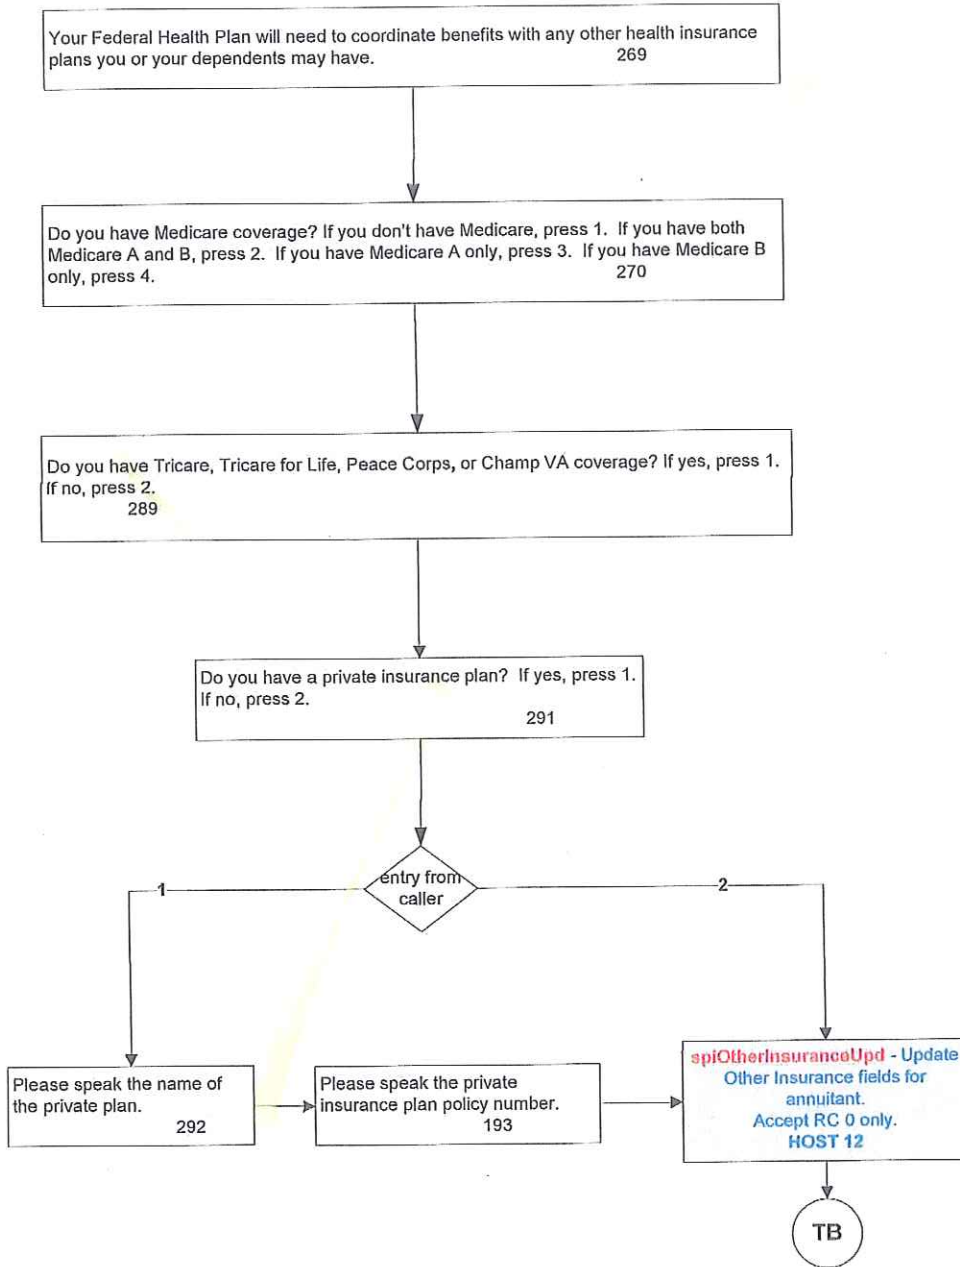 Your Federal Health Plan will need to coordinate benefits with any other health insurance
plans you or your dependents may have. 269
Do you have Medicare coverage? If you don't have Medicare, press 1. If you have both
Medicare A and B, press 2. If you have Medicare A only, press 3. If you have Medicare B
only, press 4. 270
Do you have Tricare, Tricare for Life, Peace Corps, or Champ VA coverage? If yes, press 1.
If no, press 2.
289
Do you have a private insurance plan? If yes, press 1.
If no, press 2.
291
entry from
caller
1
2
Please speak the name of
the private plan.
292
Please speak the private
insurance plan policy number.
193
spiOtherInsuranceUpd - Update
Other Insurance fields for
annuitant.
Accept RC 0 only.
HOST 12
TB